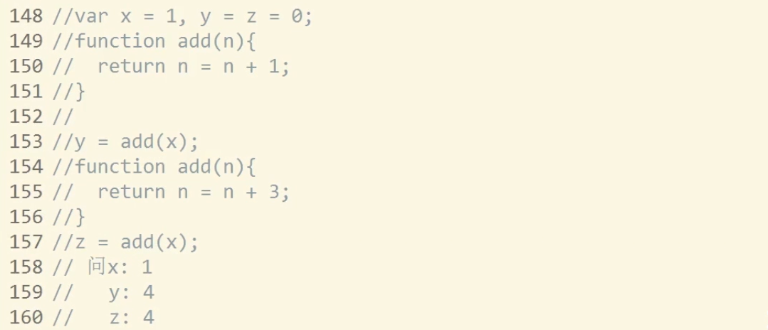 148 //var x = 1, y = z = 0;
149 //function add(n){
150 //  return n = n + 1;
151 //}
152 //
153 //y = add(x);
154 //function add(n){
155 //  return n = n + 3;
156 //}
157 //z = add(x);
158 // 问x: 1
159 //   y: 4
160 //   z: 4